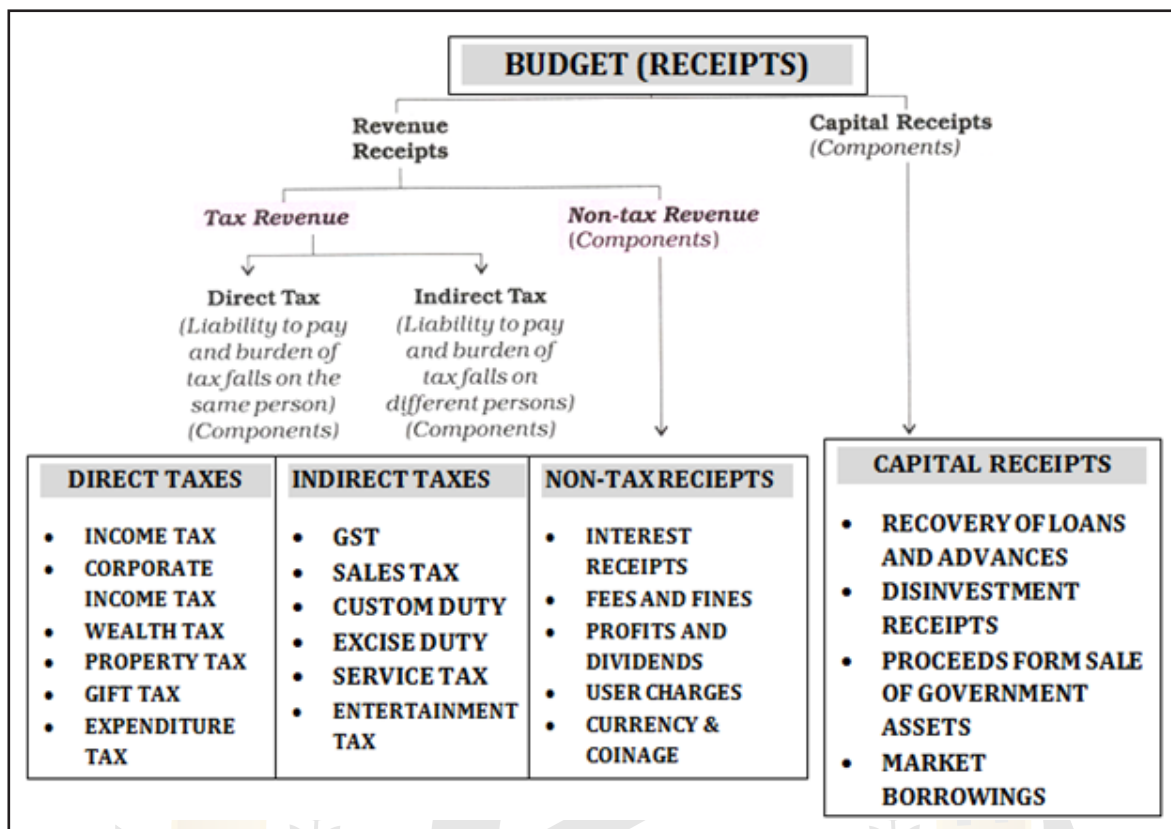 BUDGET (RECEIPTS)
Revenue
Receipts
Capital Receipts
(Components)
Tax Revenue
Non-tax Revenue
(Components)
Direct Tax
(Liability to pay
and burden of
tax falls on the
same person)
(Components)
Indirect Tax
(Liability to pay
and burden of
tax falls on
different persons)
(Components)
DIRECT TAXES
• INCOME TAX
• CORPORATE
INCOME TAX
• WEALTH TAX
• PROPERTY TAX
• GIFT TAX
• EXPENDITURE
TAX
INDIRECT TAXES
• GST
• SALES TAX
• CUSTOM DUTY
• EXCISE DUTY
• SERVICE TAX
• ENTERTAINMENT
TAX
NON-TAX RECIEPTS
• INTEREST
RECEIPTS
• FEES AND FINES
• PROFITS AND
DIVIDENDS
• USER CHARGES
• CURRENCY &
COINAGE
CAPITAL RECEIPTS
• RECOVERY OF LOANS
AND ADVANCES
• DISINVESTMENT
RECEIPTS
• PROCEEDS FORM SALE
OF GOVERNMENT
ASSETS
• MARKET
BORROWINGS